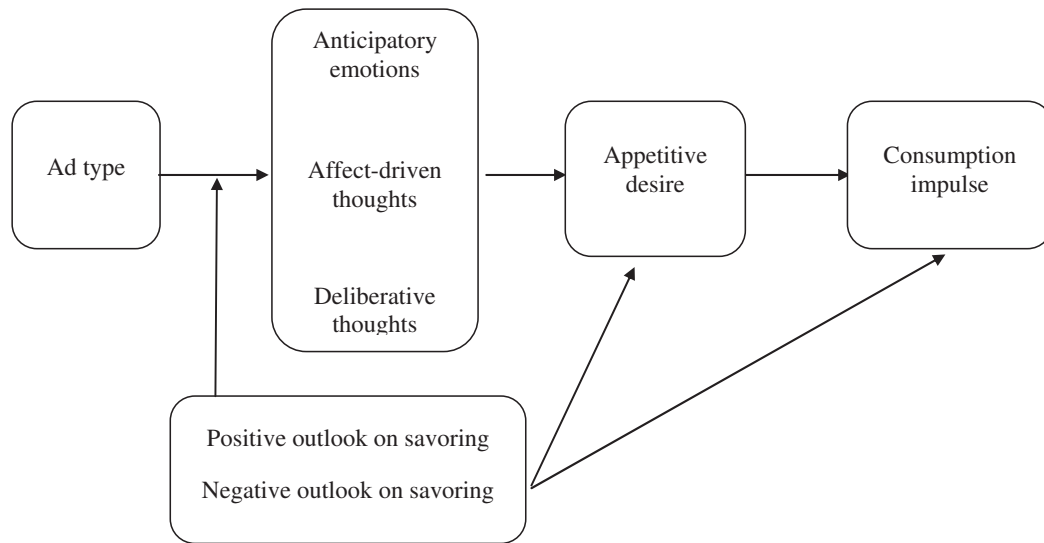 Anticipatory
emotions
Ad type
Affect-driven
thoughts
Deliberative
thoughts
Appetitive
desire
Consumption
impulse
Positive outlook on savoring
Negative outlook on savoring